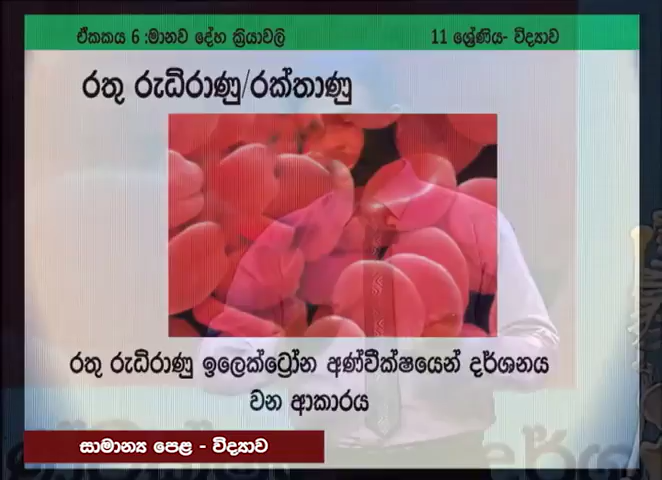 ඒකකය 6 :මානව දේහ ක්‍රියාවලි 11 ශ්‍රේණිය- විද්‍යාව
රතු රුධිරාණු/රක්තාණු
රතු රුධිරාණු ඉලෙක්ට්‍රෝන අණ්වීක්ෂයෙන් දර්ශනය
වන ආකාරය
සාමාන්‍ය පෙළ - විද්‍යාව